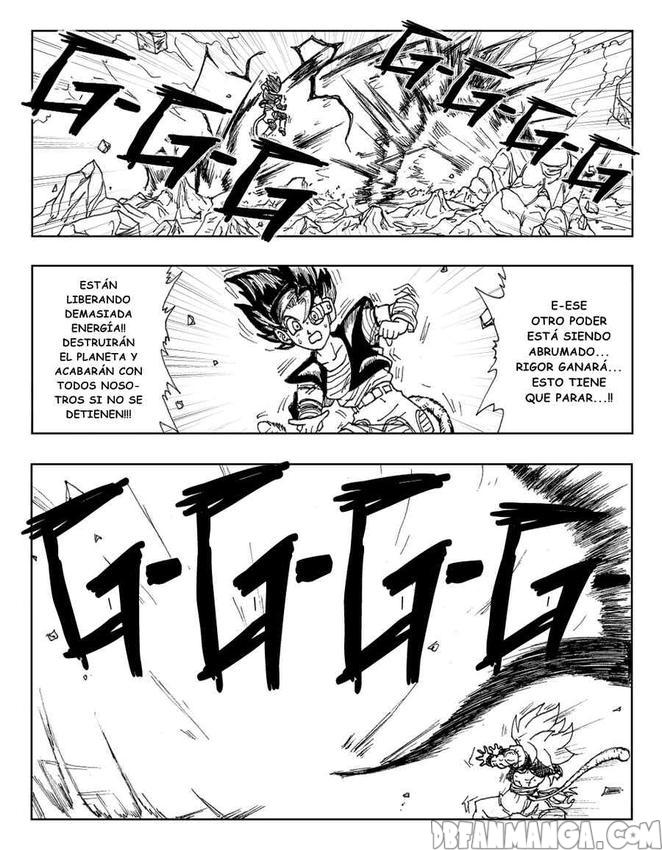 G-G-G
G-G-G-G
E-ESE
OTRO PODER
ESTÁ SIENDO
ABRUMADO...
RIGOR GANARÁ...
ESTO TIENE
QUE PARAR...!!
ESTÁN
LIBERANDO
DEMASIADA
ENERGÍA!!
DESTRUIRÁN
EL PLANETA Y
ACABARÁN CON
TODOS NOSO-
TROS SI NO SE
DETIENEN!!!
G-G-G-G-
DBFANMANGA.COM